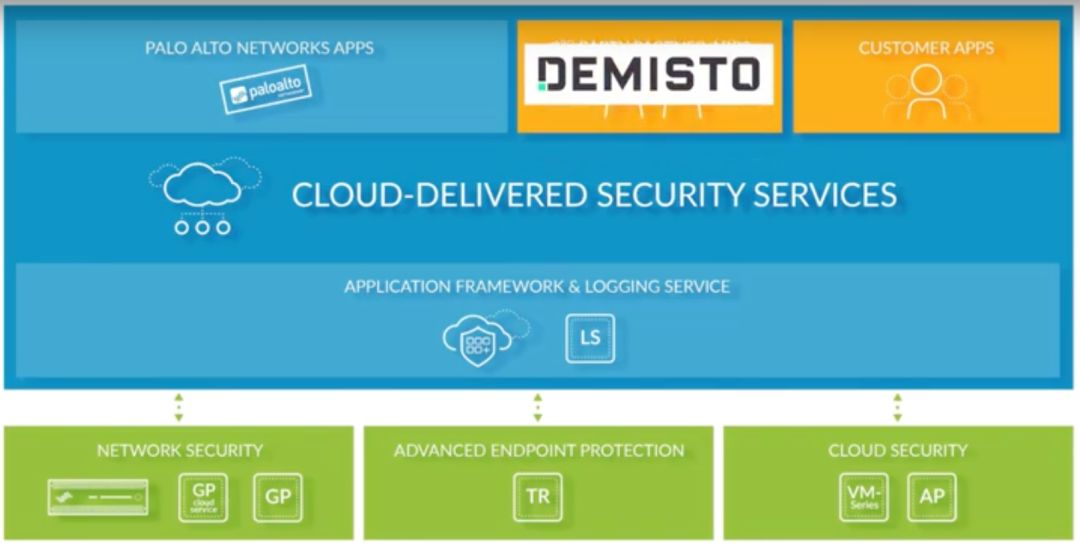 PALO ALTO NETWORKS APPS
paloalto
DEMISTO
CUSTOMER APPS
CLOUD-DELIVERED SECURITY SERVICES
APPLICATION FRAMEWORK & LOGGING SERVICE
LS
NETWORK SECURITY
GP
cloud
service
GP
ADVANCED ENDPOINT PROTECTION
TR
CLOUD SECURITY
VM-
Series
AP